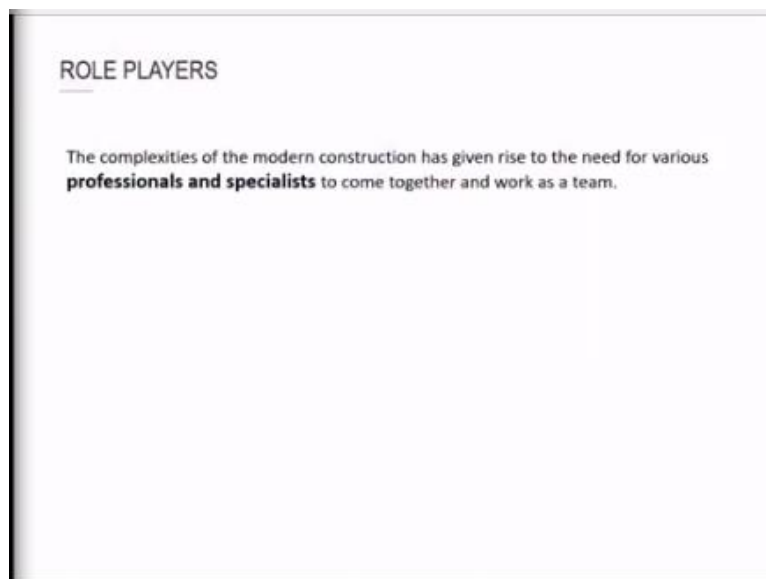 ROLE PLAYERS
The complexities of the modern construction has given rise to the need for various
professionals and specialists to come together and work as a team.